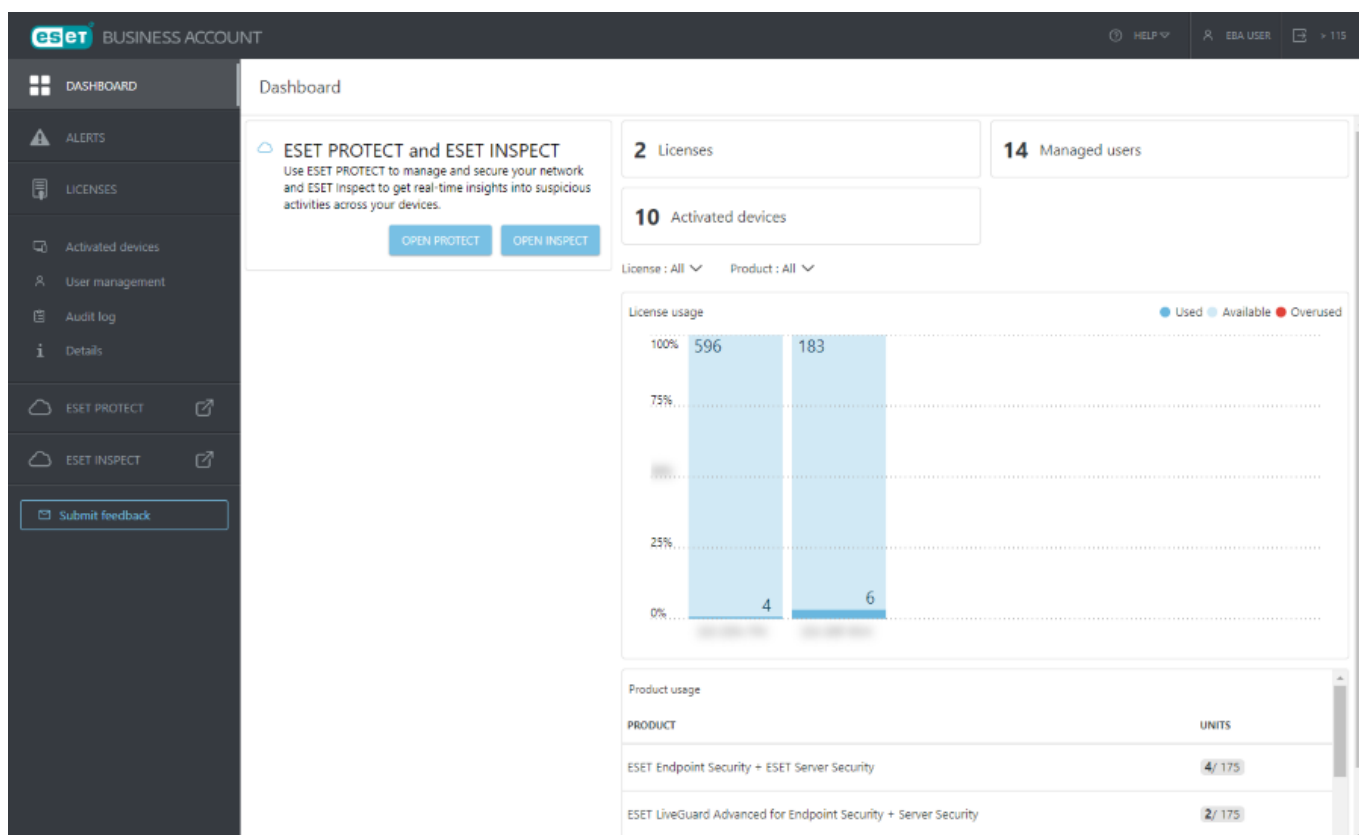 eset BUSINESS ACCOUNT
HELP
EBA USER
> 115
DASHBOARD
ALERTS
LICENSES
Activated devices
User management
Audit log
Details
ESET PROTECT
ESET INSPECT
Submit feedback
Dashboard
ESET PROTECT and ESET INSPECT
Use ESET PROTECT to manage and secure your network
and ESET Inspect to get real-time insights into suspicious
activities across your devices.
OPEN PROTECT
OPEN INSPECT
2 Licenses
14 Managed users
10 Activated devices
License : All
Product : All
License usage
Used
Available
Overused
100%
596
183
75%
25%
0%
4
6
Product usage
PRODUCT
UNITS
ESET Endpoint Security + ESET Server Security
4/ 175
ESET LiveGuard Advanced for Endpoint Security + Server Security
2/ 175